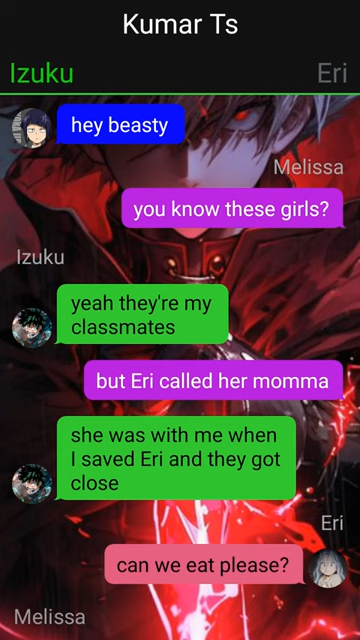 Kumar Ts
Izuku
Eri
hey beasty
Melissa
you know these girls?
Izuku
yeah they're my
classmates
but Eri called her momma
she was with me when
I saved Eri and they got
close
Eri
can we eat please?
Melissa